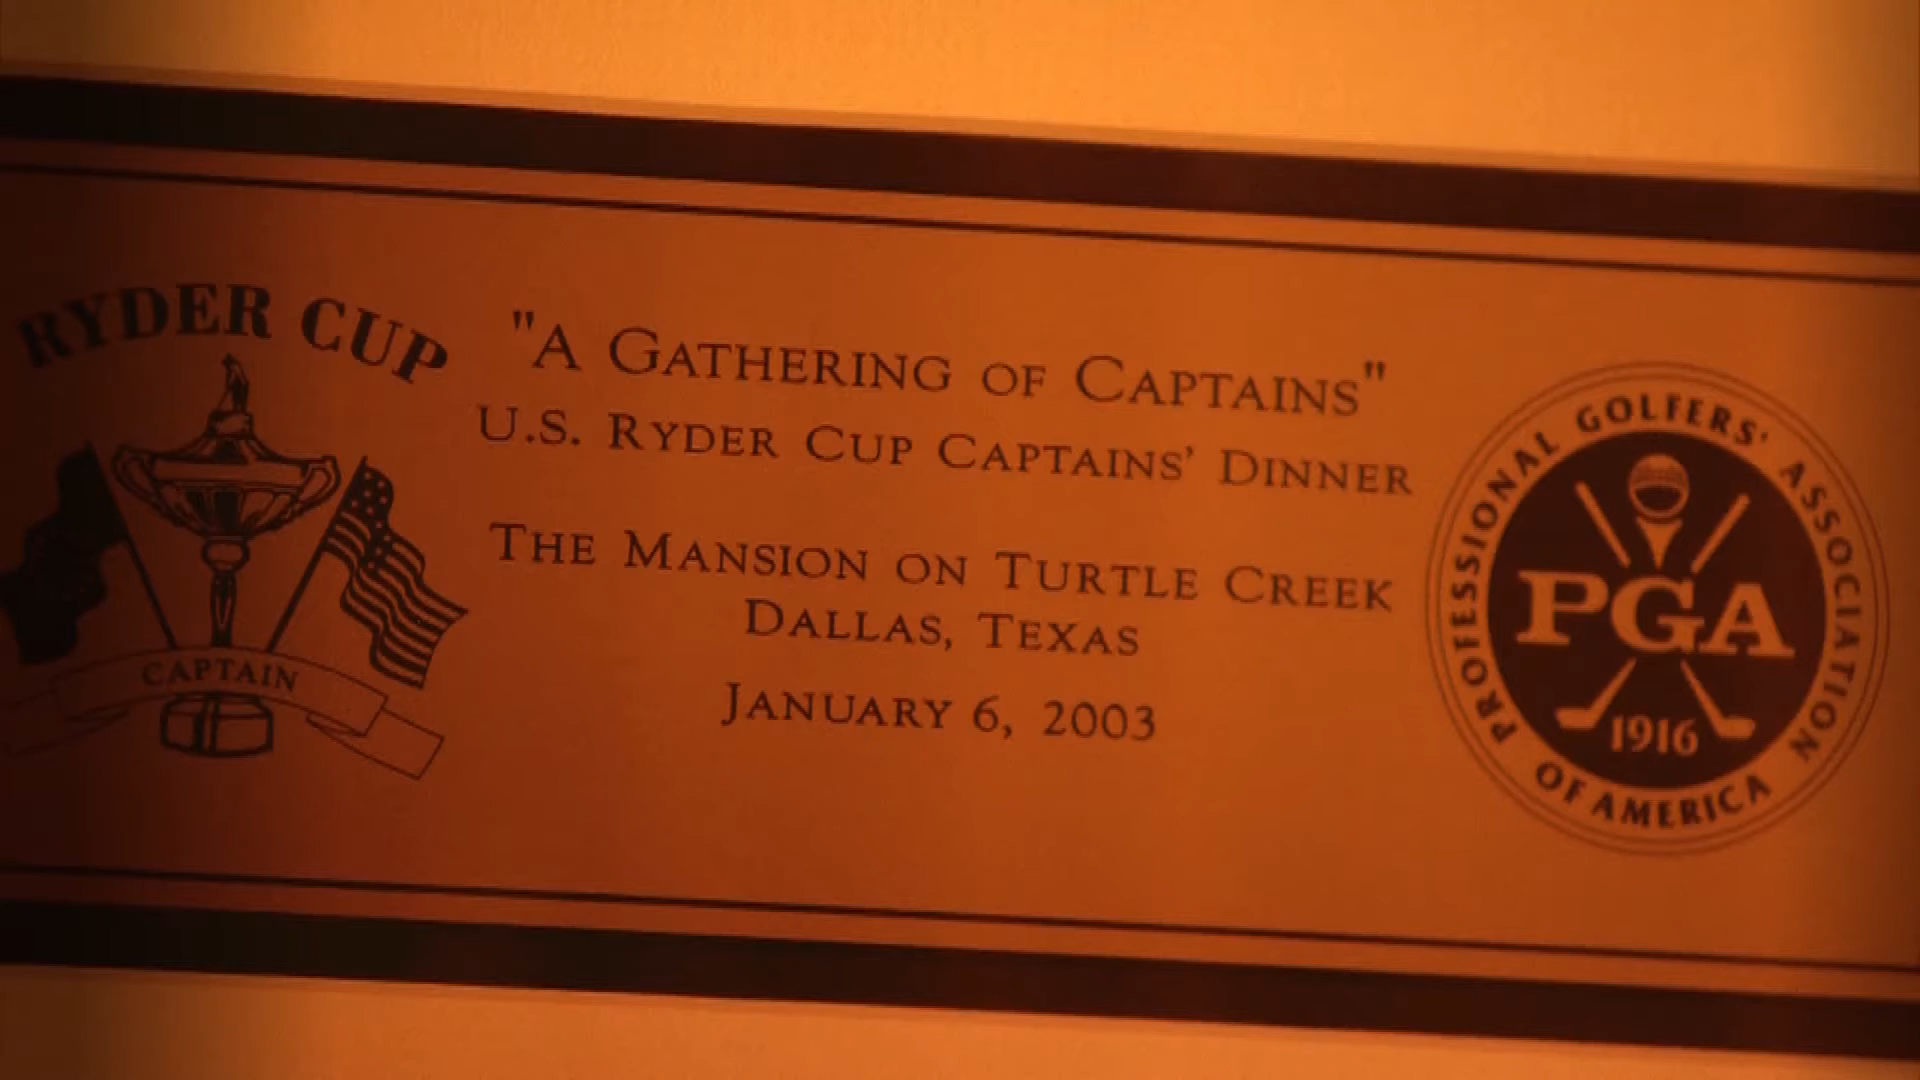 RYDER CUP
CAPTAIN
"A GATHERING OF CAPTAINS"
U.S. RYDER CUP CAPTAINS' DINNER
THE MANSION ON TURTLE CREEK
DALLAS, TEXAS
JANUARY 6, 2003
PROFESSIONAL GOLFERS' ASSOCIATION
OF AMERICA
PGA
1916